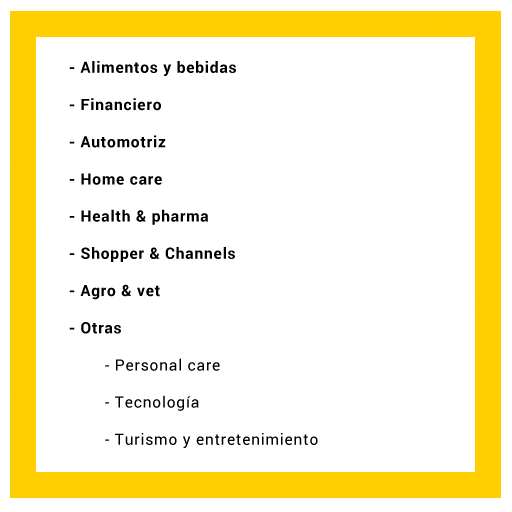 - Alimentos y bebidas
- Financiero
- Automotriz
- Home care
- Health & pharma
- Shopper & Channels
- Agro & vet
- Otras
- Personal care
- Tecnología
- Turismo y entretenimiento